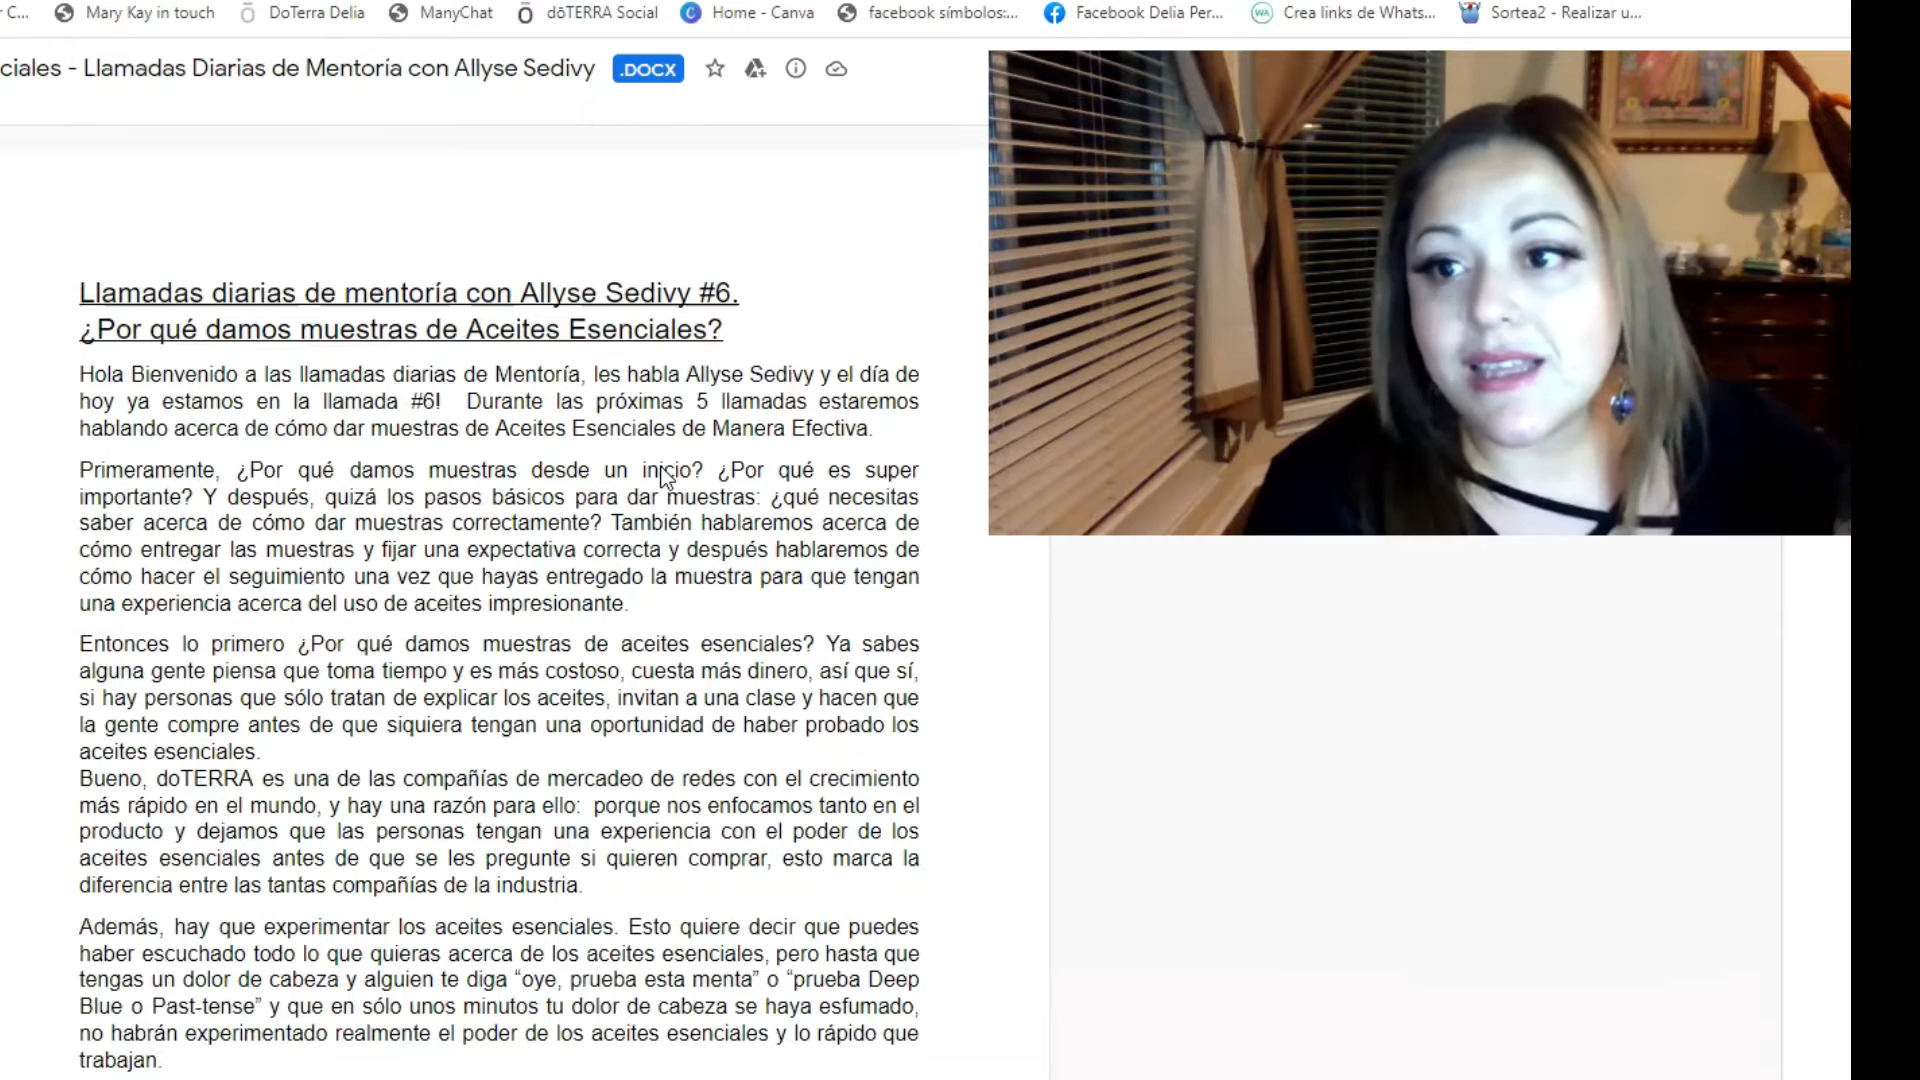 Mary Kay in touch
DoTerra Delia
ManyChat
dōTERRA Social
Home - Canva
facebook símbolos:...
Facebook Delia Per...
Crea links de Whats...
Sortea2 - Realizar u...
ciales - Llamadas Diarias de Mentoría con Allyse Sedivy .DOCX
Llamadas diarias de mentoría con Allyse Sedivy #6.
¿Por qué damos muestras de Aceites Esenciales?
Hola Bienvenido a las llamadas diarias de Mentoría, les habla Allyse Sedivy y el día de
hoy ya estamos en la llamada #6! Durante las próximas 5 llamadas estaremos
hablando acerca de cómo dar muestras de Aceites Esenciales de Manera Efectiva.
Primeramente, ¿Por qué damos muestras desde un inicio? ¿Por qué es super
importante? Y después, quizá los pasos básicos para dar muestras: ¿qué necesitas
saber acerca de cómo dar muestras correctamente? También hablaremos acerca de
cómo entregar las muestras y fijar una expectativa correcta y después hablaremos de
cómo hacer el seguimiento una vez que hayas entregado la muestra para que tengan
una experiencia acerca del uso de aceites impresionante.
Entonces lo primero ¿Por qué damos muestras de aceites esenciales? Ya sabes
alguna gente piensa que toma tiempo y es más costoso, cuesta más dinero, así que sí,
si hay personas que sólo tratan de explicar los aceites, invitan a una clase y hacen que
la gente compre antes de que siquiera tengan una oportunidad de haber probado los
aceites esenciales.
Bueno, doTERRA es una de las compañías de mercadeo de redes con el crecimiento
más rápido en el mundo, y hay una razón para ello: porque nos enfocamos tanto en el
producto y dejamos que las personas tengan una experiencia con el poder de los
aceites esenciales antes de que se les pregunte si quieren comprar, esto marca la
diferencia entre las tantas compañías de la industria.
Además, hay que experimentar los aceites esenciales. Esto quiere decir que puedes
haber escuchado todo lo que quieras acerca de los aceites esenciales, pero hasta que
tengas un dolor de cabeza y alguien te diga “oye, prueba esta menta” o “prueba Deep
Blue o Past-tense” y que en sólo unos minutos tu dolor de cabeza se haya esfumado,
no habrán experimentado realmente el poder de los aceites esenciales y lo rápido que
trabajan.